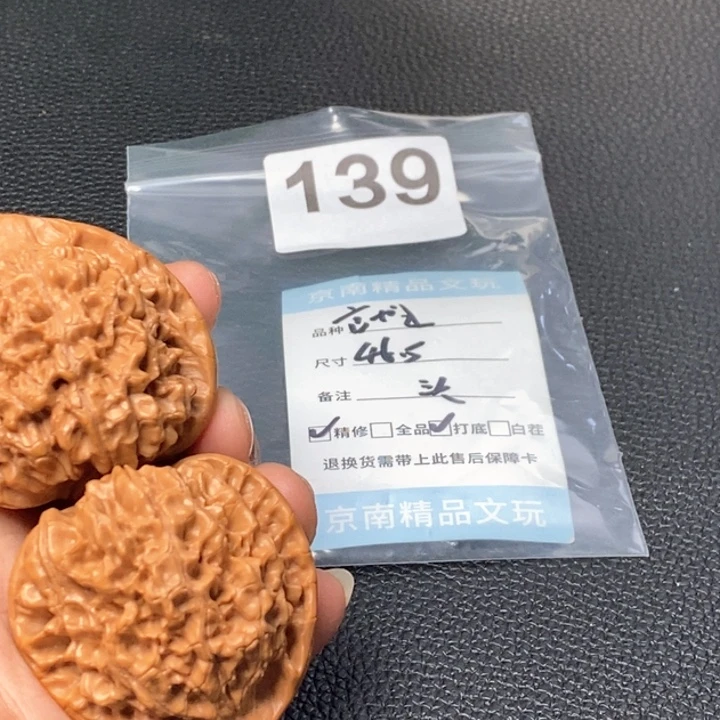 139
京南精品文玩
品种
尺寸 46.5
备注 头
☑精修☐全品☑打底☐白茬
退换货需带上此售后保障卡
京南精品文玩